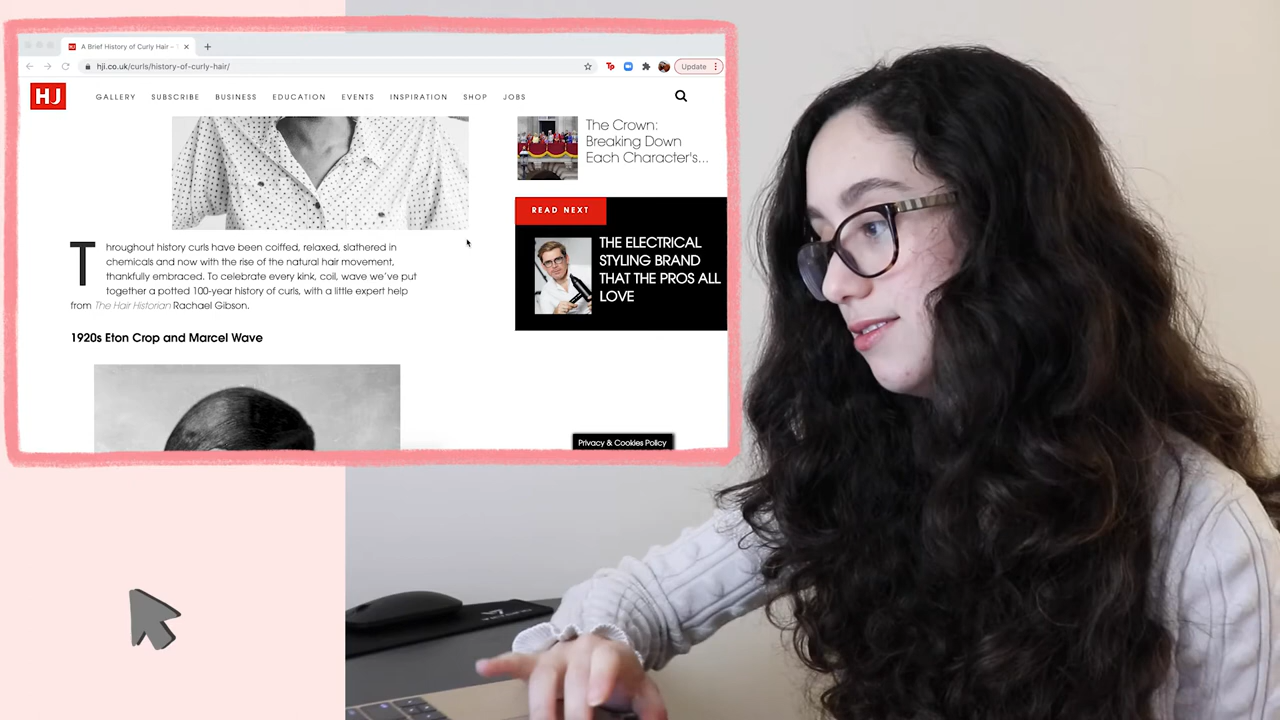 A Brief History of Curly Hair –
hji.co.uk/curls/history-of-curly-hair/
Update
HJ
GALLERY SUBSCRIBE BUSINESS EDUCATION EVENTS INSPIRATION SHOP JOBS
The Crown:
Breaking Down
Each Character's...
READ NEXT
THE ELECTRICAL
STYLING BRAND
THAT THE PROS ALL
LOVE
Throughout history curls have been coiffed, relaxed, slathered in
chemicals and now with the rise of the natural hair movement,
thankfully embraced. To celebrate every kink, coil, wave we've put
together a potted 100-year history of curls, with a little expert help
from The Hair Historian Rachael Gibson.
1920s Eton Crop and Marcel Wave
Privacy & Cookies Policy